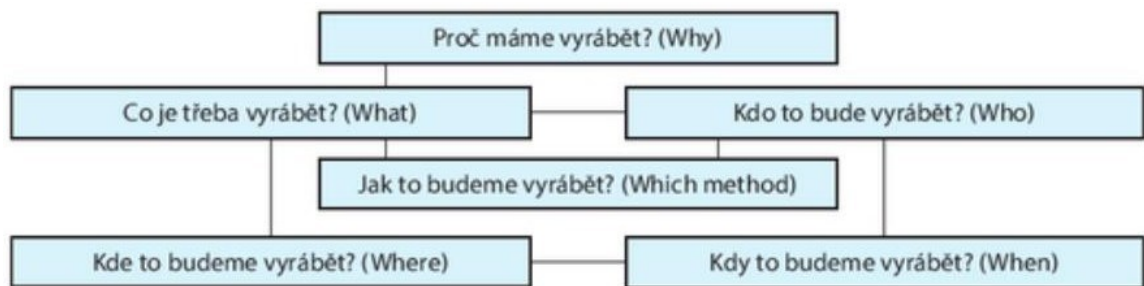 Proč máme vyrábět? (Why)
Co je třeba vyrábět? (What)
Kdo to bude vyrábět? (Who)
Jak to budeme vyrábět? (Which method)
Kde to budeme vyrábět? (Where)
Kdy to budeme vyrábět? (When)